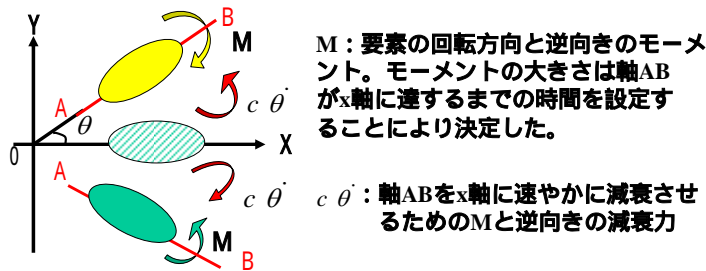 Y
B
M
A
c θ̇
θ
0
X
A
c θ̇
M
B
M：要素の回転方向と逆向きのモーメ
ント。モーメントの大きさは軸AB
がx軸に達するまでの時間を設定す
ることにより決定した。
c θ̇：軸ABをx軸に速やかに減衰させ
るためのMと逆向きの減衰力